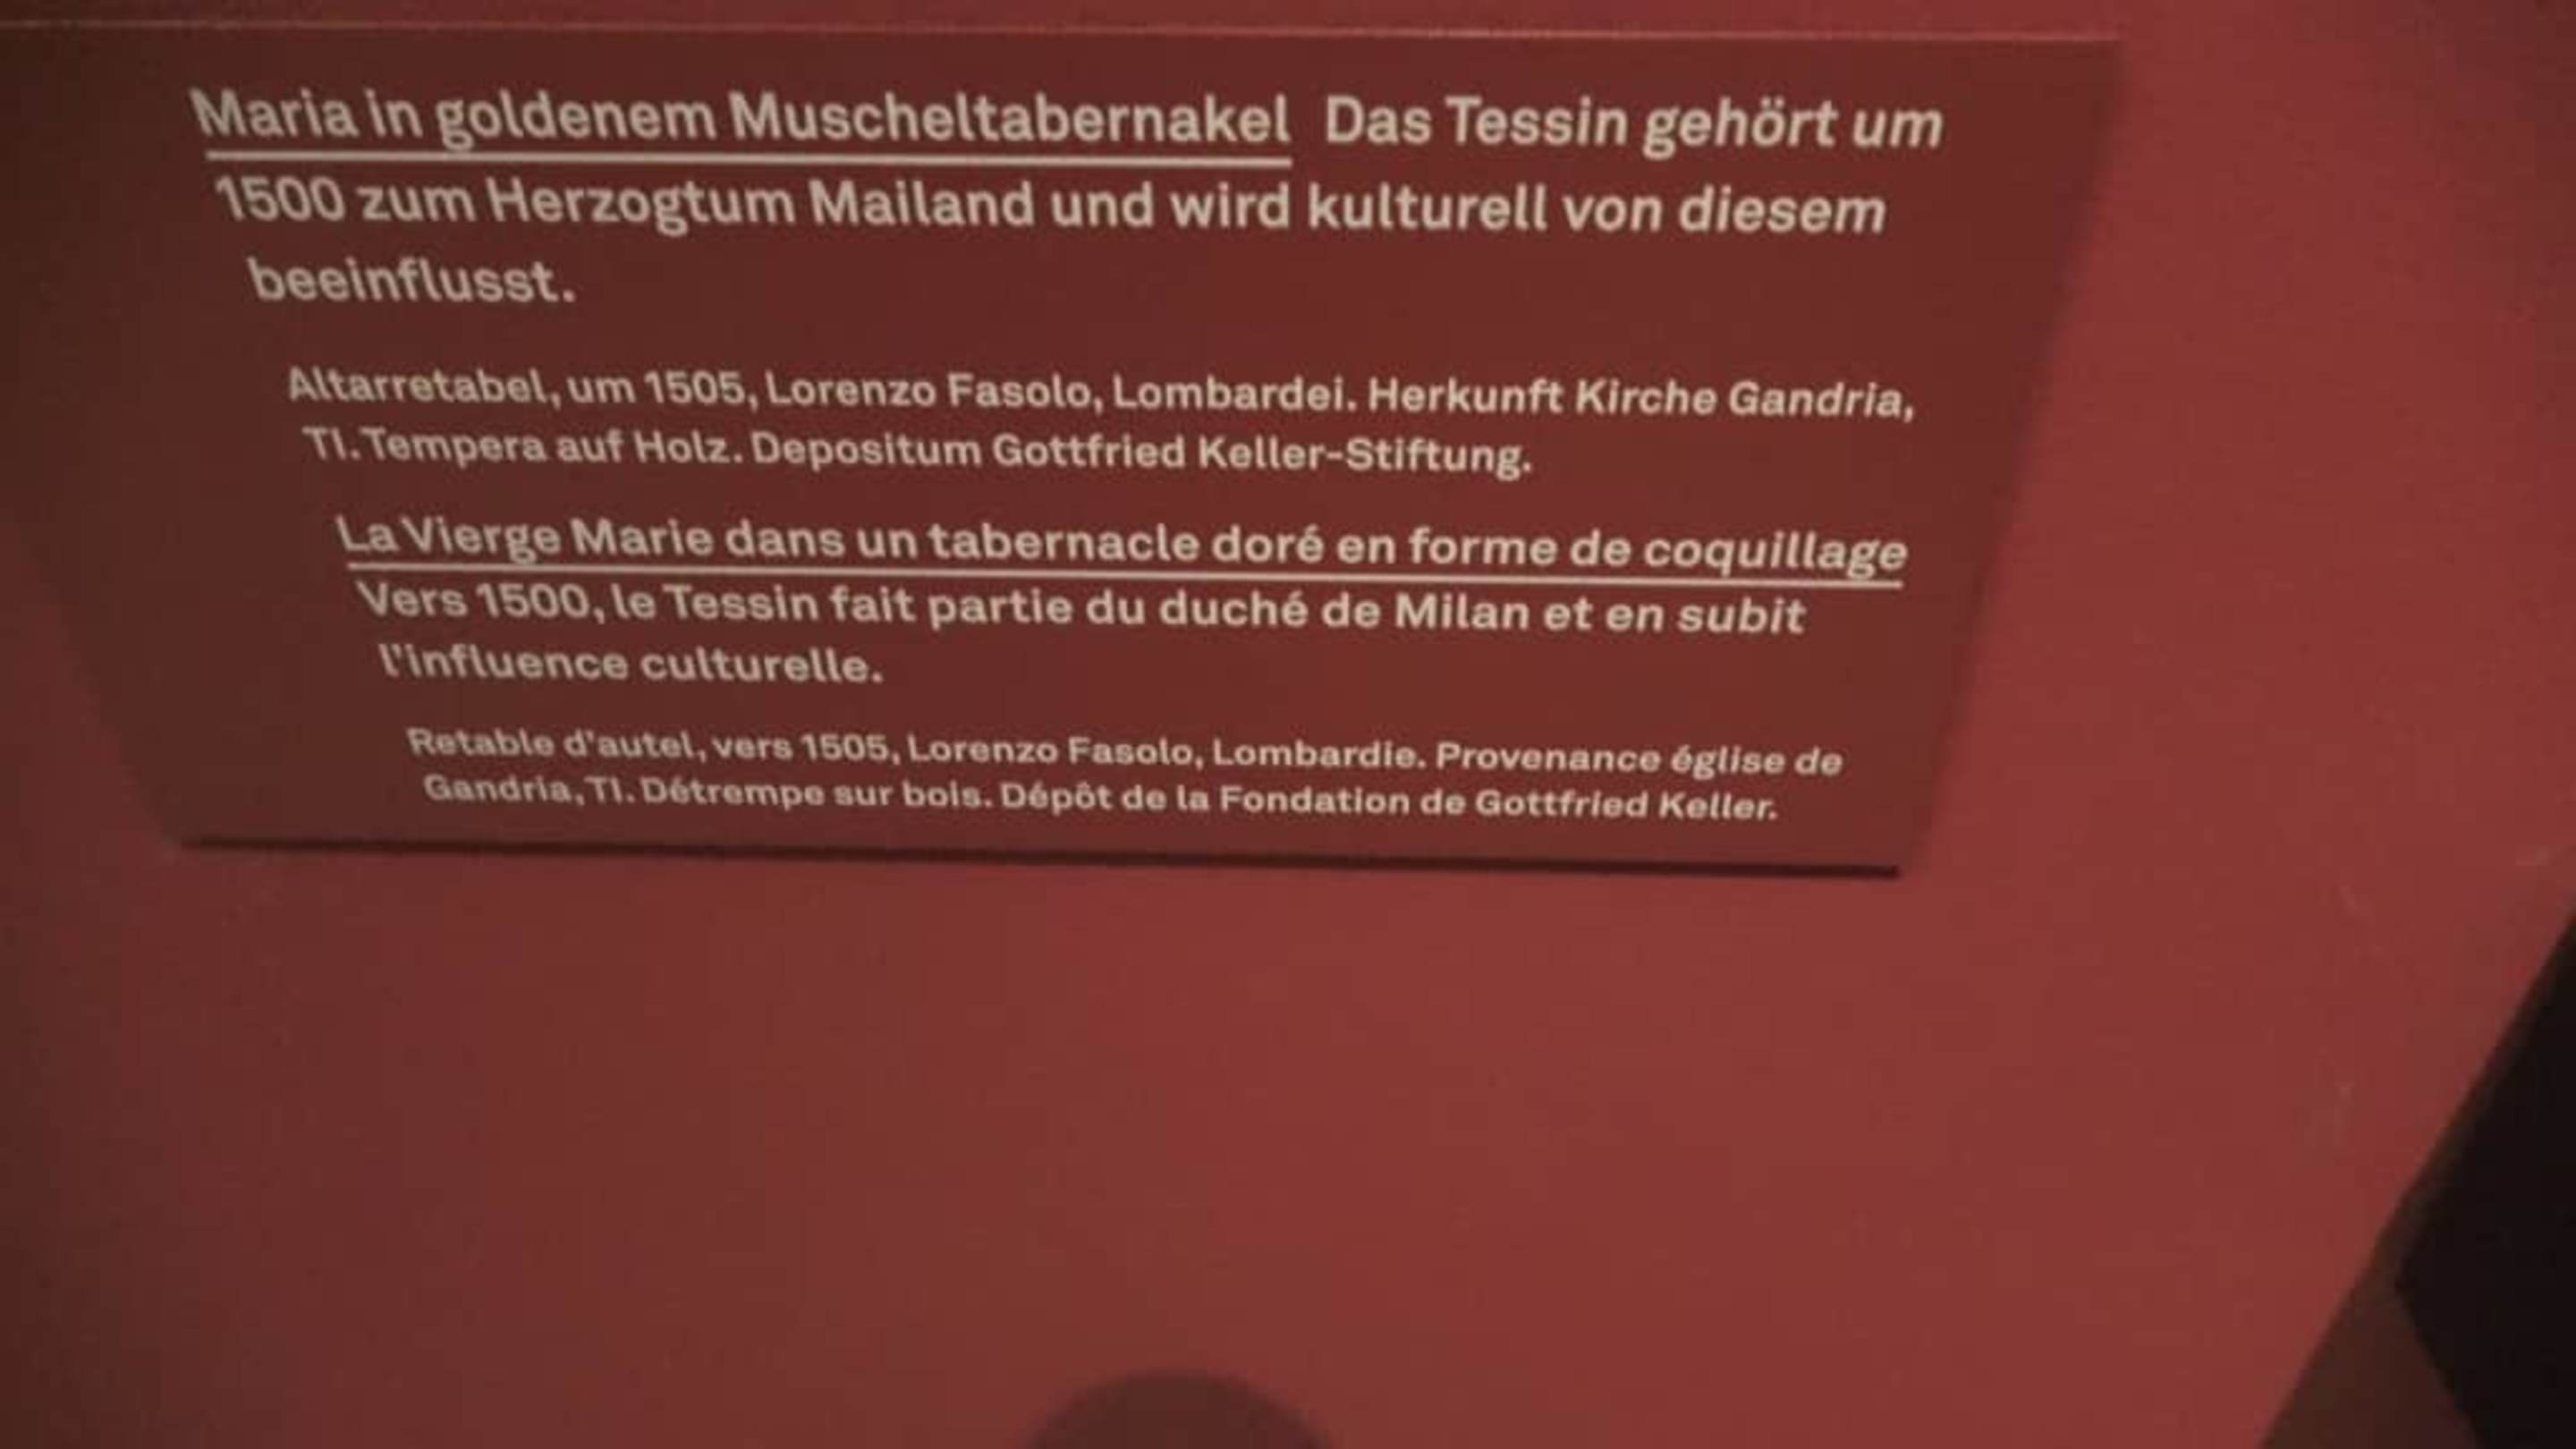 Maria in goldenem Muscheltabernakel Das Tessin gehört um
1500 zum Herzogtum Mailand und wird kulturell von diesem
beeinflusst.
Altarretabel, um 1505, Lorenzo Fasolo, Lombardei. Herkunft Kirche Gandria,
TI. Tempera auf Holz. Depositum Gottfried Keller-Stiftung.
La Vierge Marie dans un tabernacle doré en forme de coquillage
Vers 1500, le Tessin fait partie du duché de Milan et en subit
l'influence culturelle.
Retable d'autel, vers 1505, Lorenzo Fasolo, Lombardie. Provenance église de
Gandria, TI. Détrempe sur bois. Dépôt de la Fondation de Gottfried Keller.